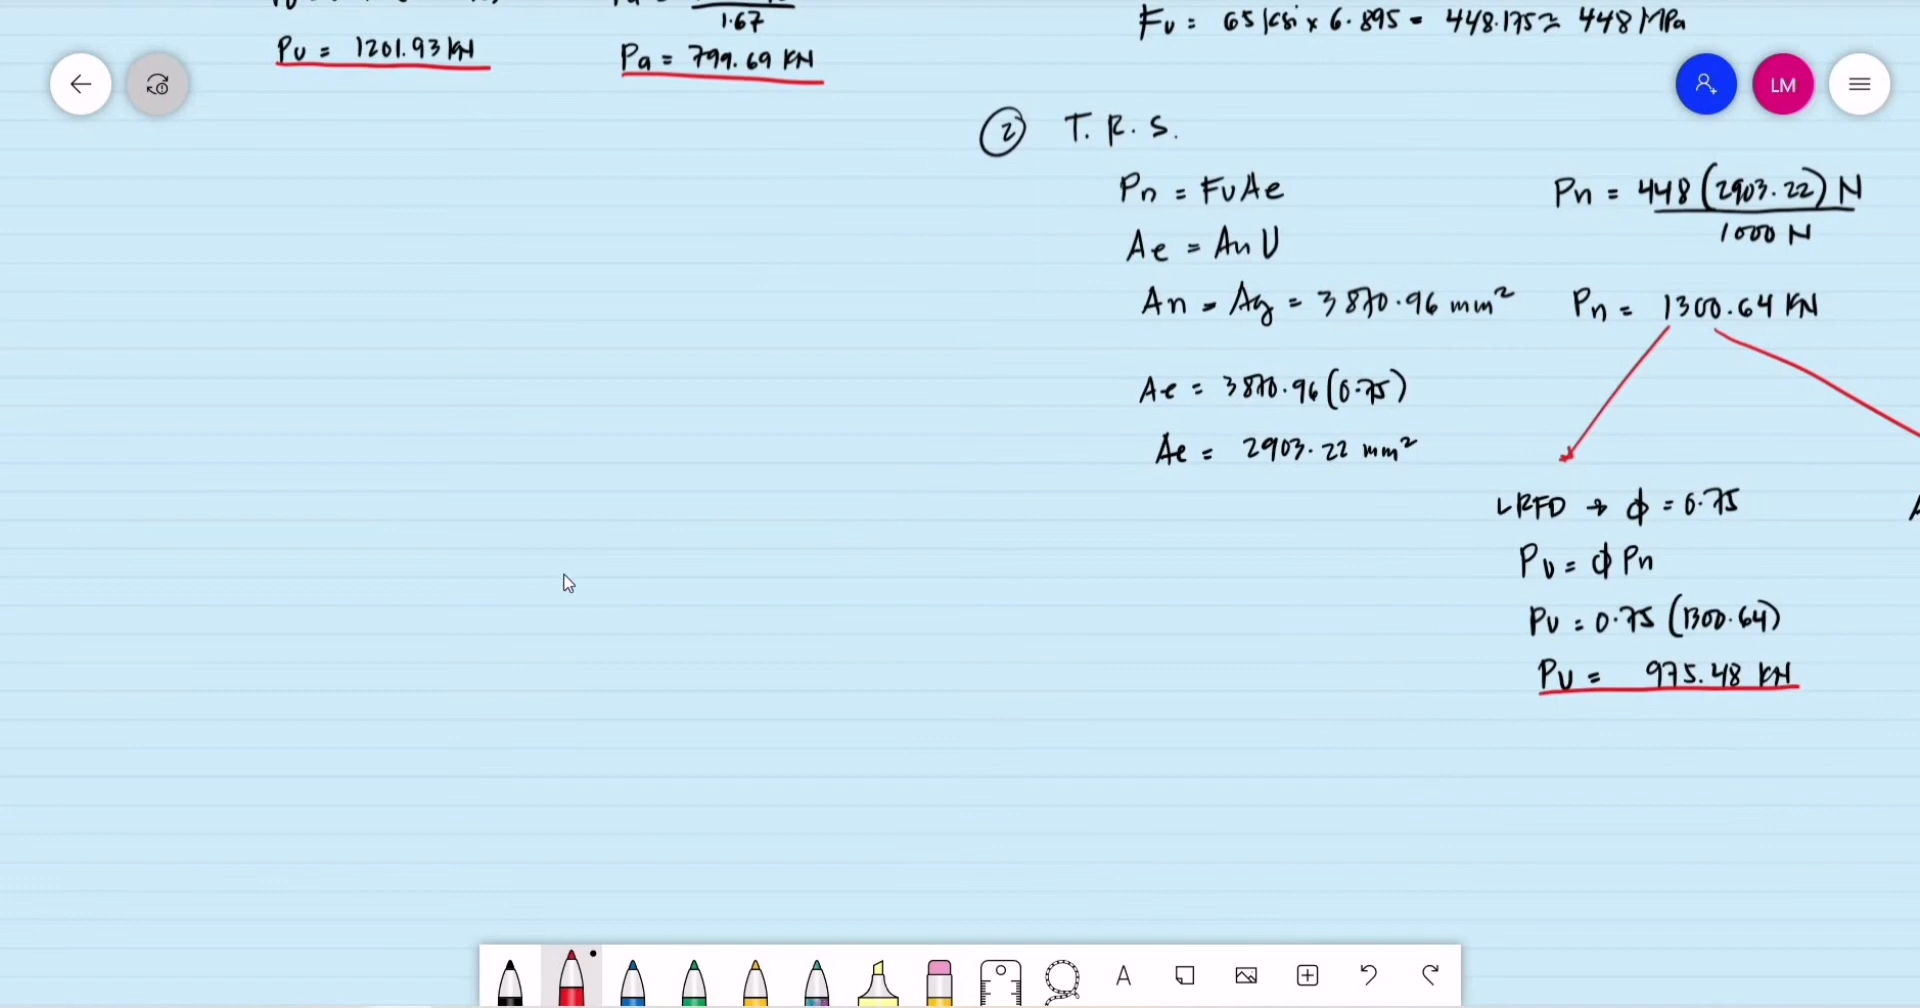 1.67
Pu = 1201.93 KN
Pa = 799.69 KN
Fu = 65 ksi x 6.895 = 448.175 ≈ 448 MPa
LM
2 T. R. S.
Pn = FuAe
Ae = An U
An = Ag = 3870.96 mm²
Ae = 3870.96 (0.75)
Ae = 2903.22 mm²
Pn = 448 (2903.22) N
1000 N
Pn = 1300.64 KN
LRFD → ϕ = 0.75
Pu = ϕ Pn
Pu = 0.75 (1300.64)
Pu = 975.48 KN
A